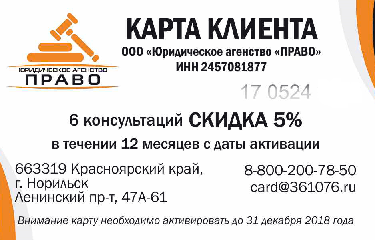 КАРТА КЛИЕНТА
ООО «Юридическое агенство «ПРАВО»
ИНН 2457081877
ЮРИДИЧЕСКОЕ АГЕНСТВО
ПРАВО
17 0524
6 консультаций СКИДКА 5%
в течении 12 месяцев с даты активации
663319 Красноярский край,
г. Норильск
Ленинский пр-т, 47А-61
8-800-200-78-50
card@361076.ru
Внимание карту необходимо активировать до 31 декабря 2018 года